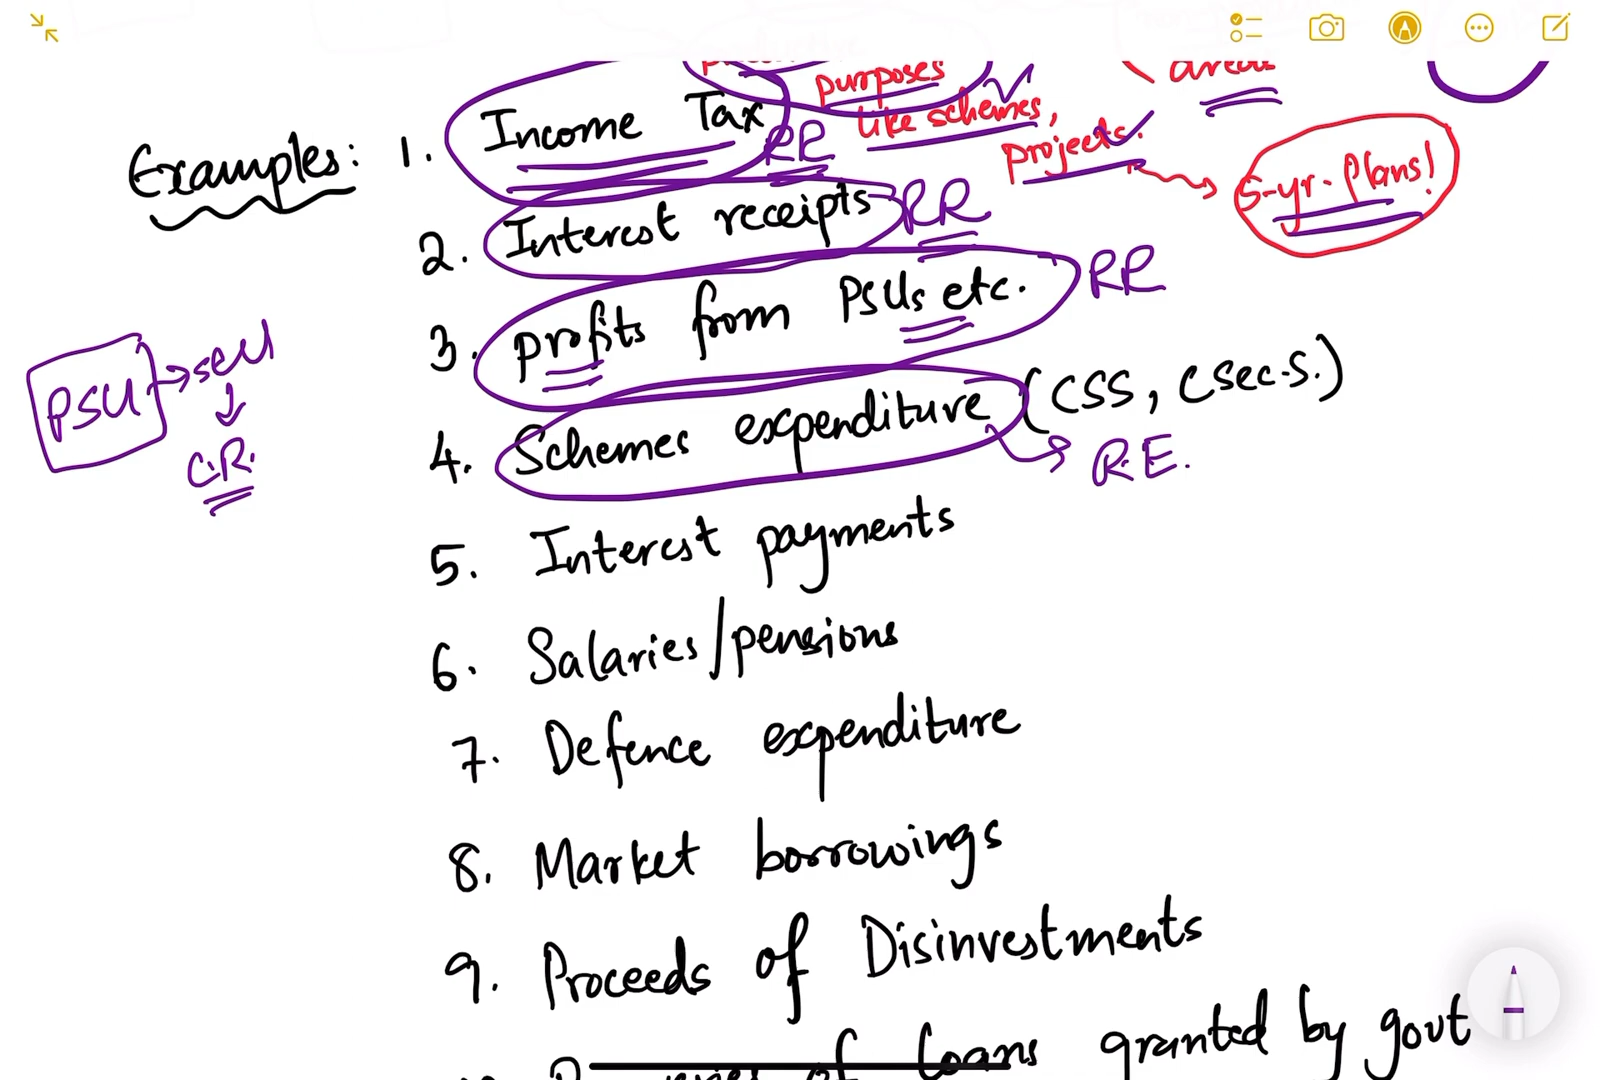 purposes
like schemes,
projects.
areas
5-yr. Plans!
Examples: 1. Income Tax RR
2. Interest receipts RR
3. profits from PSUs etc. RR
PSU → sell
↓
C.R.
4. Schemes expenditure (CSS, CSec.S.)
R.E.
5. Interest payments
6. Salaries/pensions
7. Defence expenditure
8. Market borrowings
9. Proceeds of Disinvestments
of loans granted by govt